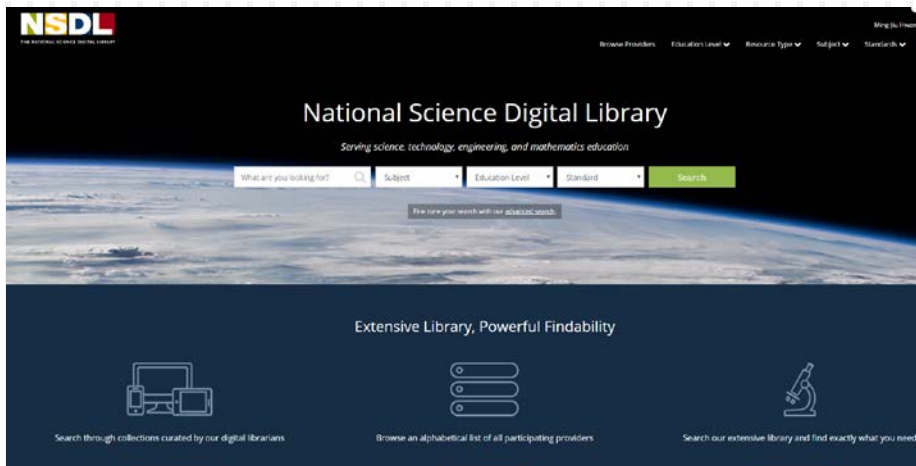 NSDL
THE NATIONAL SCIENCE DIGITAL LIBRARY
Ming Jiu Hwan
Browse Providers Education Level Resource Type Subject Standards
National Science Digital Library
Serving science, technology, engineering, and mathematics education
What are you looking for? Subject Education Level Standard Search
Fine tune your search with our advanced search.
Extensive Library, Powerful Findability
Search through collections curated by our digital librarians
Browse an alphabetical list of all participating providers
Search our extensive library and find exactly what you need